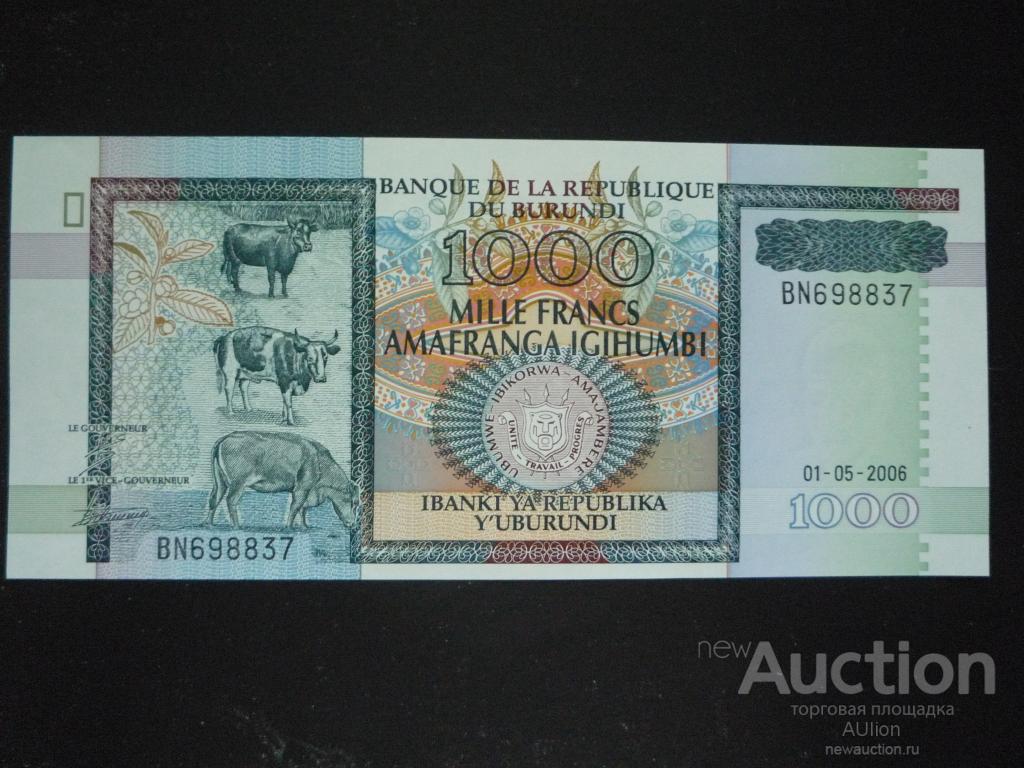 BANQUE DE LA REPUBLIQUE
DU BURUNDI
1000
MILLE FRANCS
AMAFRANGA IGIHUMBI
UBUMWE - IBIKORWA - AMAJAMBERE
UNITE - TRAVAIL - PROGRES
IBANKI YA REPUBLIKA
Y'UBURUNDI
LE GOUVERNEUR
LE 1ER VICE-GOUVERNEUR
BN698837
BN698837
01-05-2006
1000
newAuction
торговая площадка
AUlion
newauction.ru